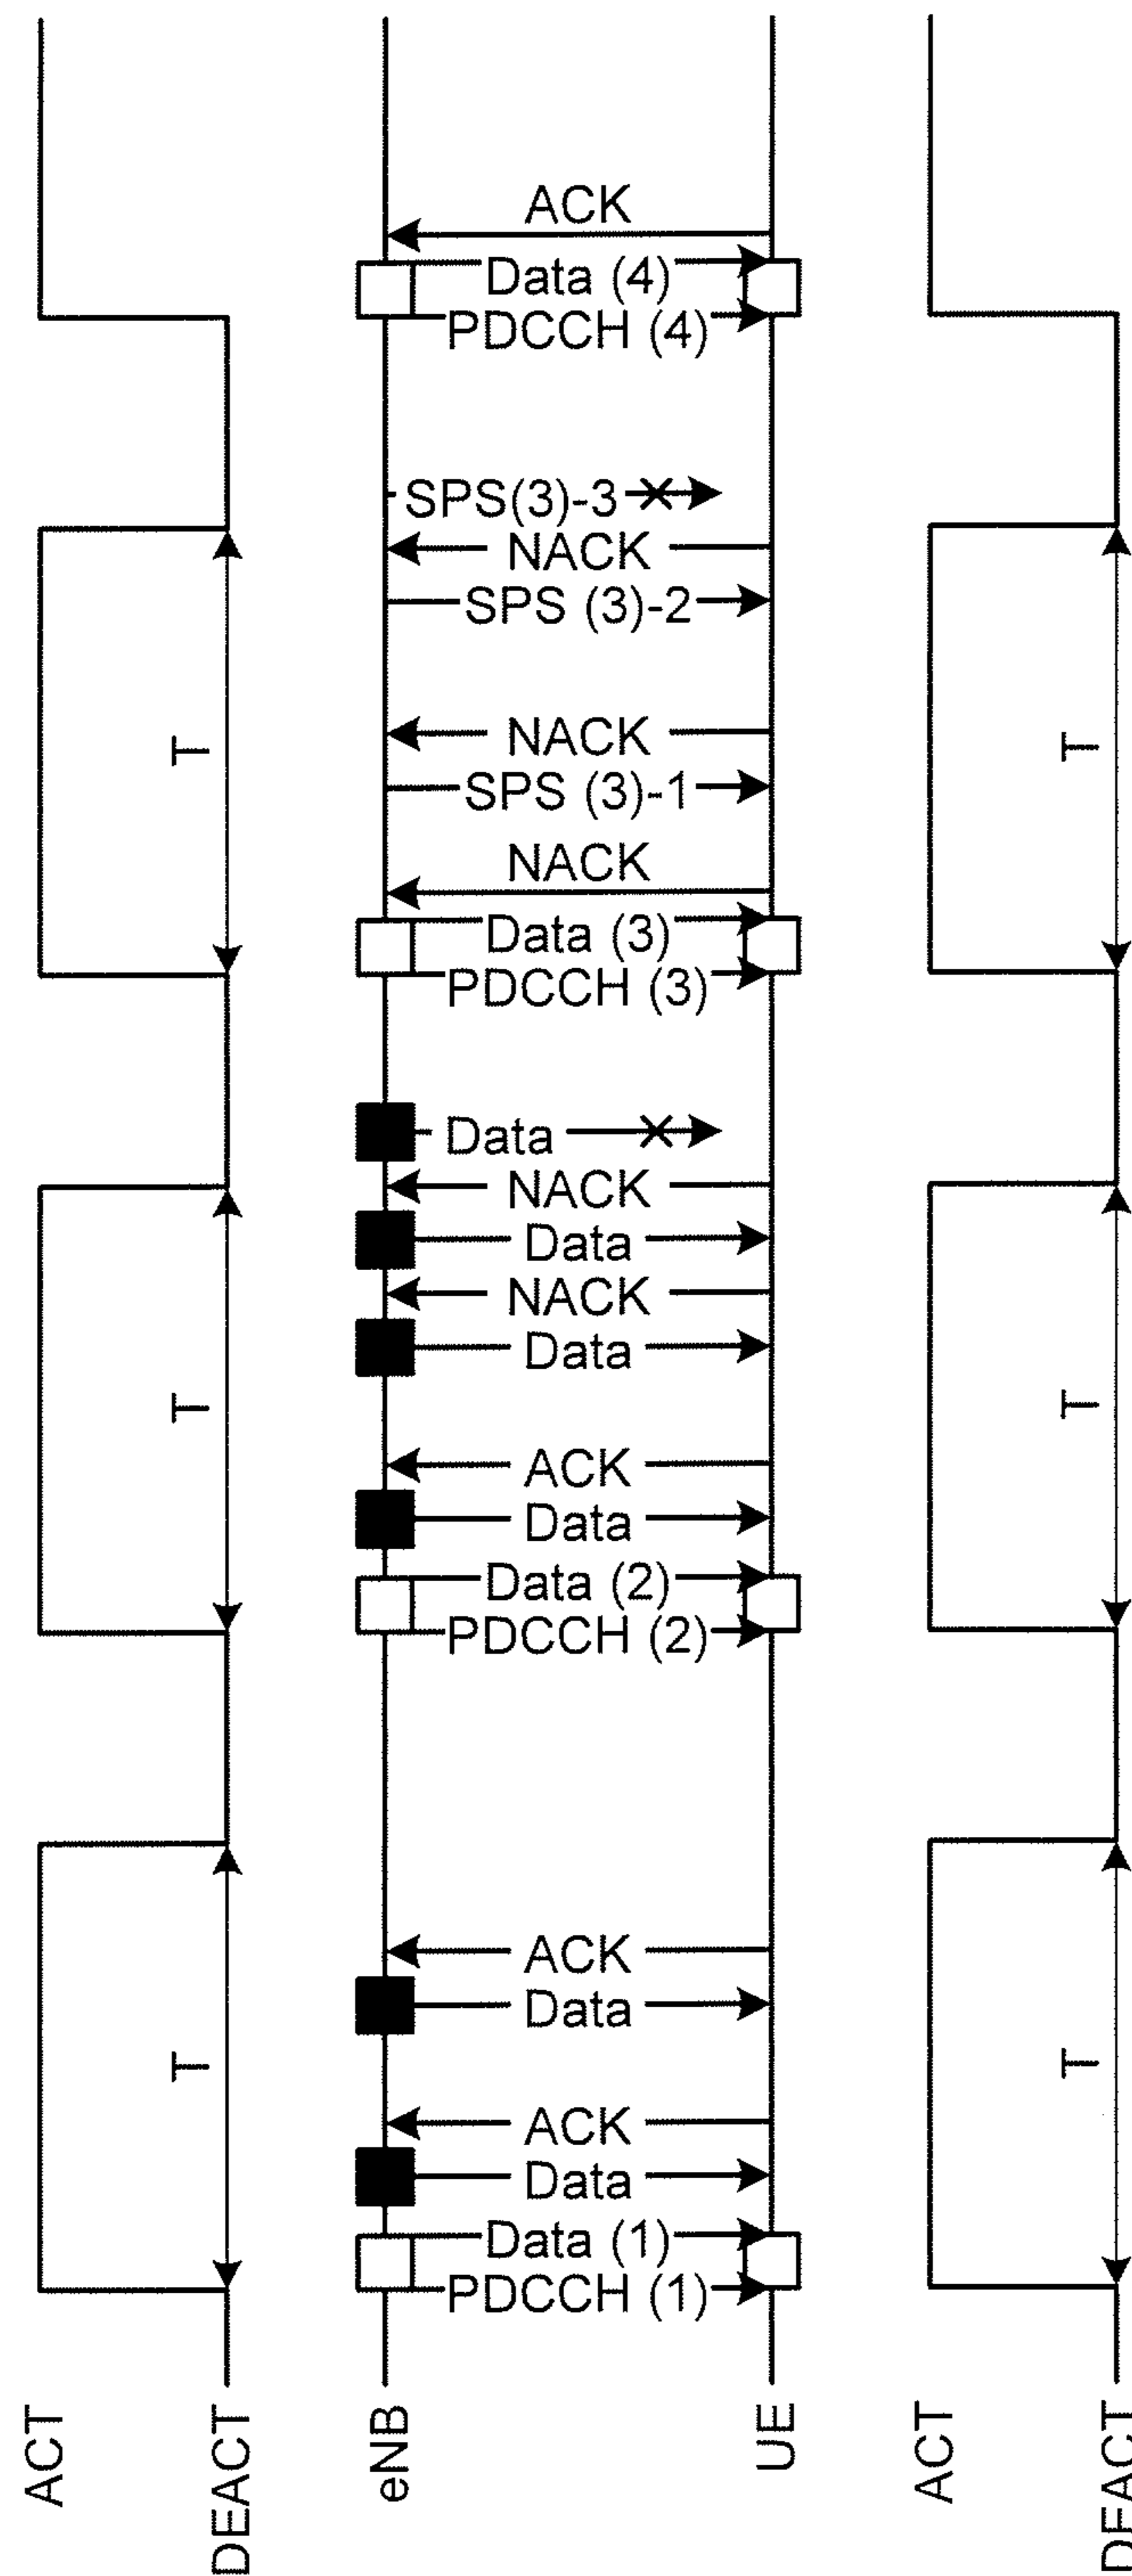 ACK
Data (4)
PDCCH (4)
SPS(3)-3
NACK
SPS (3)-2
T
T
NACK
SPS (3)-1
NACK
Data (3)
PDCCH (3)
Data
NACK
Data
NACK
Data
T
T
ACK
Data
Data (2)
PDCCH (2)
ACK
Data
T
T
ACK
Data
Data (1)
PDCCH (1)
ACT
DEACT
eNB
UE
ACT
DEACT